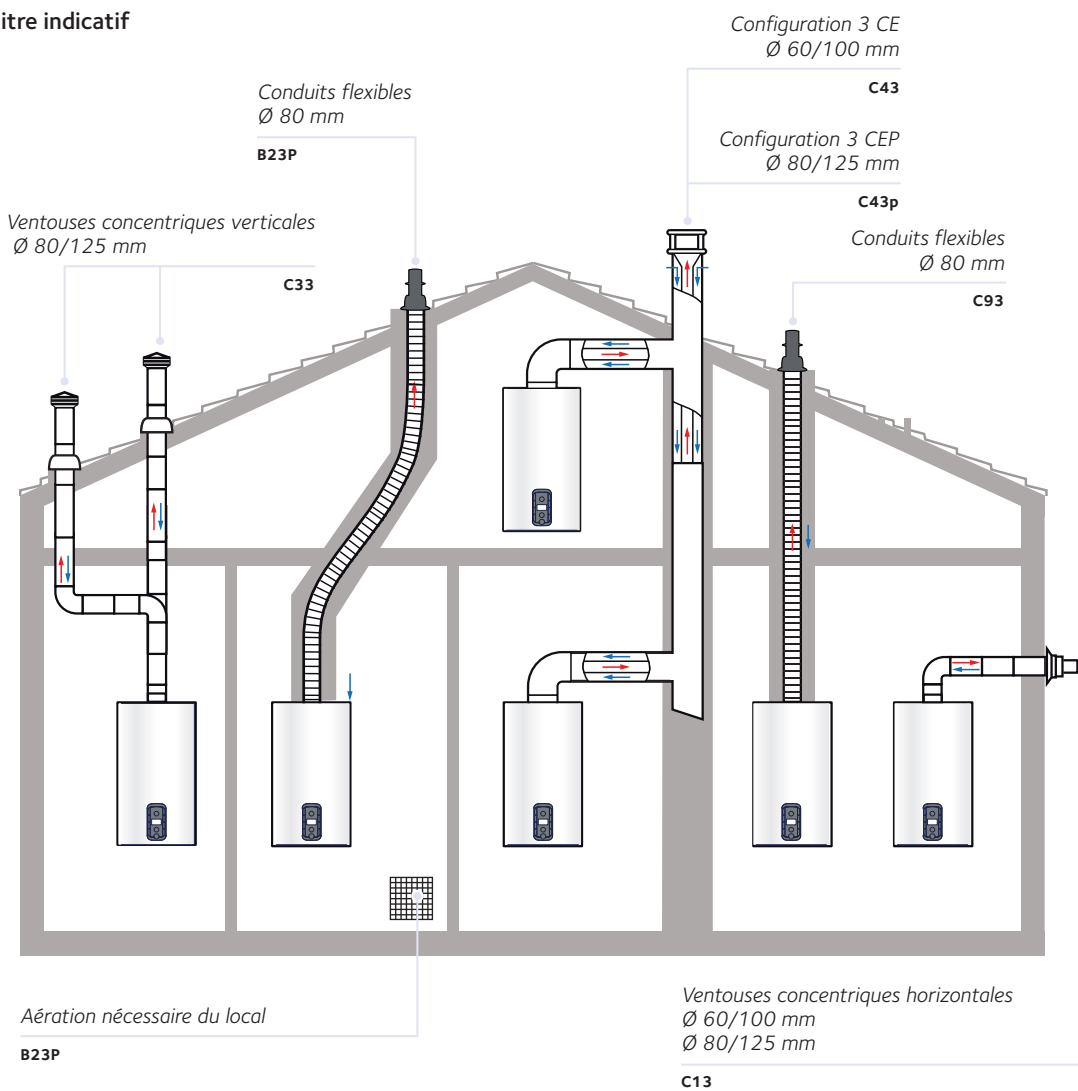 itre indicatif
Configuration 3 CE
Ø 60/100 mm
C43
Conduits flexibles
Ø 80 mm
B23P
Configuration 3 CEP
Ø 80/125 mm
C43p
Ventouses concentriques verticales
Ø 80/125 mm
C33
Conduits flexibles
Ø 80 mm
C93
Aération nécessaire du local
B23P
Ventouses concentriques horizontales
Ø 60/100 mm
Ø 80/125 mm
C13